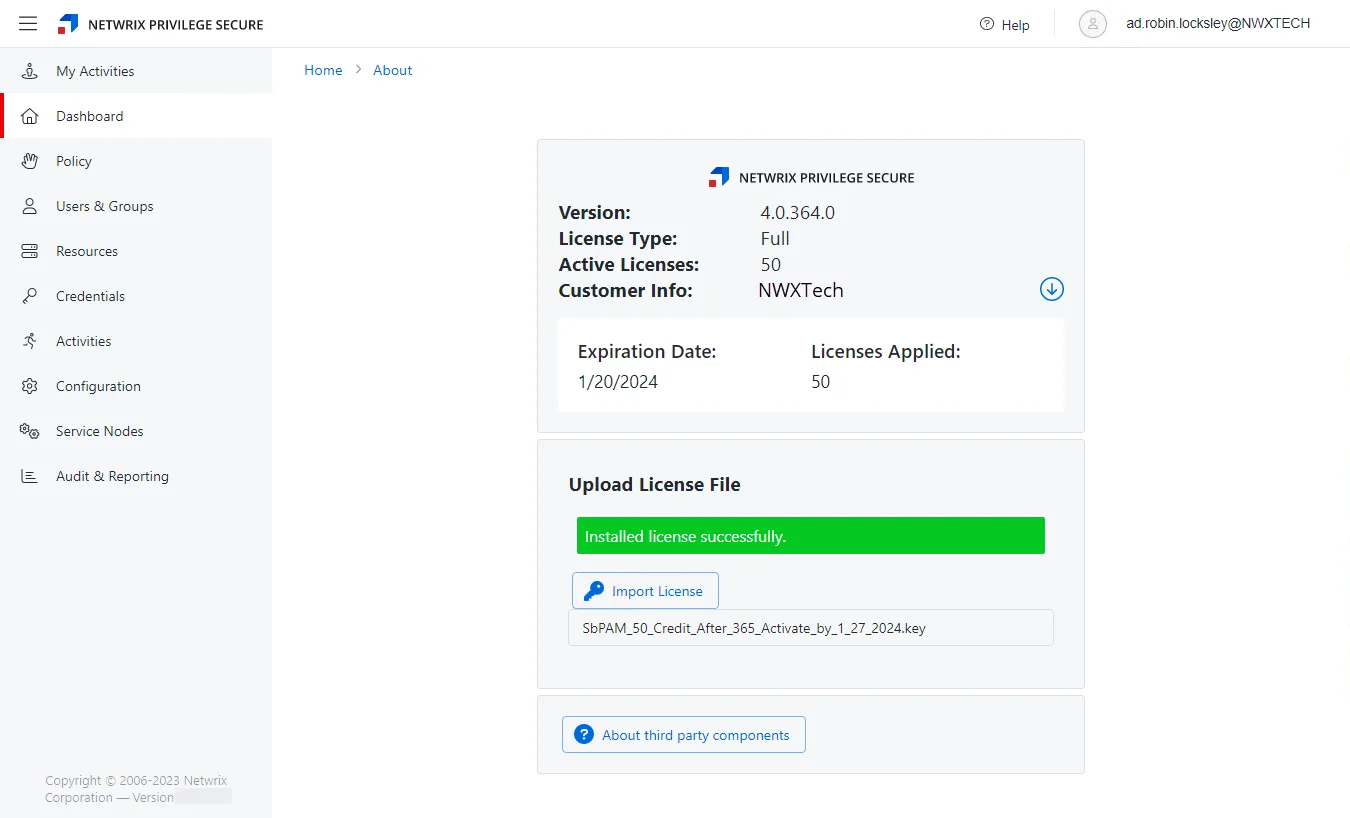 NETWRIX PRIVILEGE SECURE
Help
ad.robin.locksley@NWXTECH
My Activities
Dashboard
Policy
Users & Groups
Resources
Credentials
Activities
Configuration
Service Nodes
Audit & Reporting
Copyright © 2006-2023 Netwrix
Corporation — Version
Home > About
NETWRIX PRIVILEGE SECURE
Version: 4.0.364.0
License Type: Full
Active Licenses: 50
Customer Info: NWXTech
Expiration Date: Licenses Applied:
1/20/2024 50
Upload License File
Installed license successfully.
Import License
SbPAM_50_Credit_After_365_Activate_by_1_27_2024.key
? About third party components